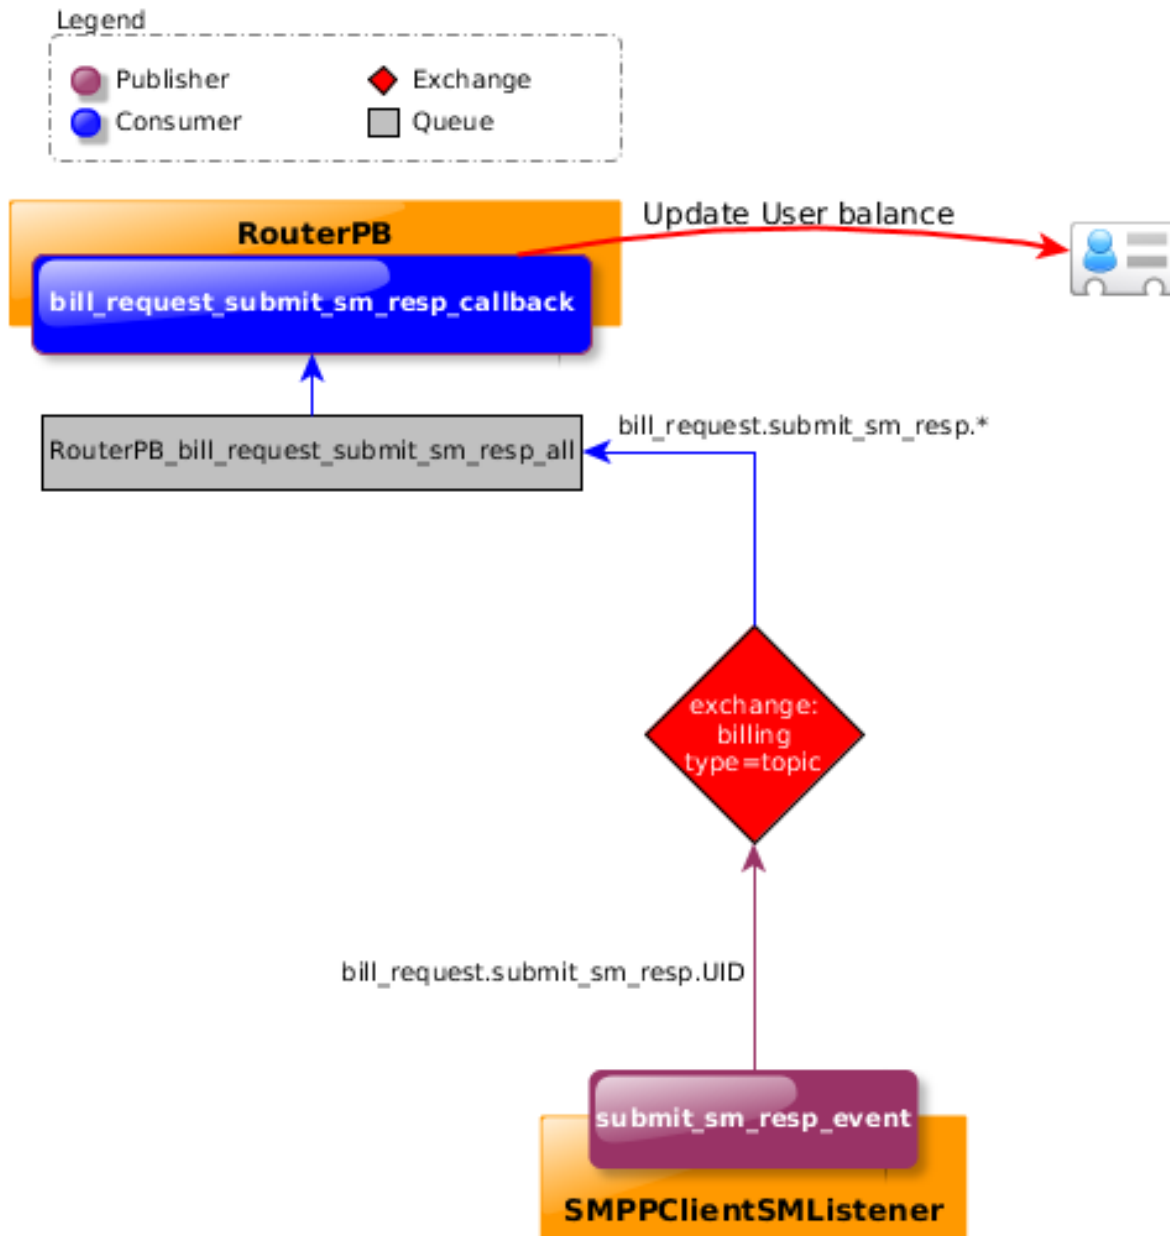 Legend
Publisher
Exchange
Consumer
Queue
RouterPB
Update User balance
bill_request_submit_sm_resp_callback
bill_request.submit_sm_resp.*
RouterPB_bill_request_submit_sm_resp_all
exchange:
billing
type=topic
bill_request.submit_sm_resp.UID
submit_sm_resp_event
SMPPClientSMListener